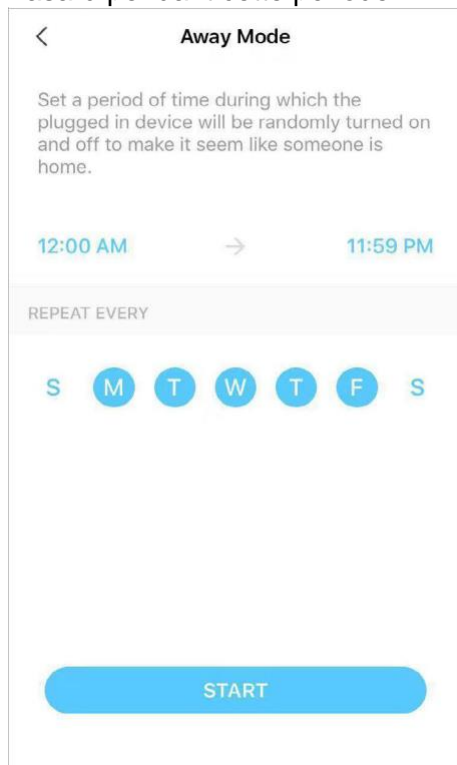 Away Mode
Set a period of time during which the
plugged in device will be randomly turned on
and off to make it seem like someone is
home.
12:00 AM → 11:59 PM
REPEAT EVERY
S M T W T F S
START